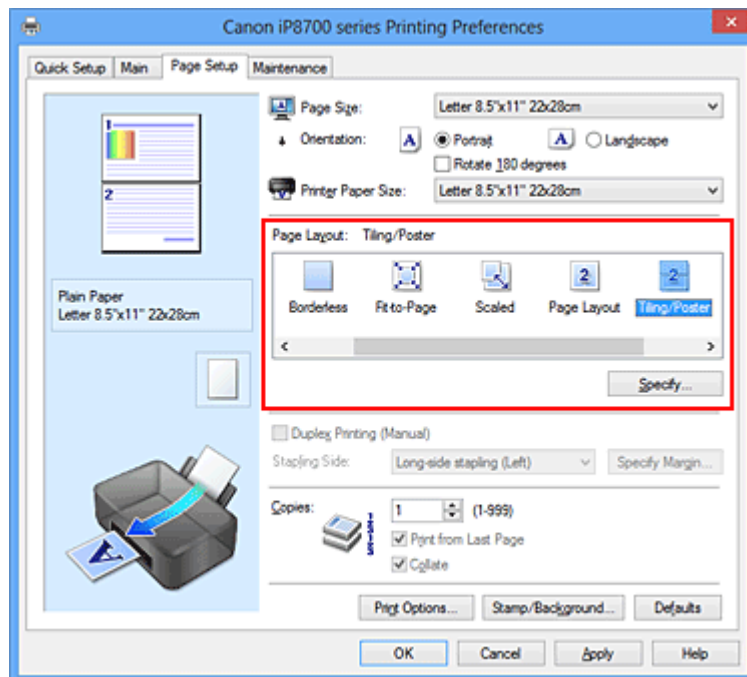 Canon iP8700 series Printing Preferences
Quick Setup Main Page Setup Maintenance
1
2
Plain Paper
Letter 8.5"x11" 22x28cm
Page Size: Letter 8.5"x11" 22x28cm
Orientation: A Portrait A Landscape
Rotate 180 degrees
Printer Paper Size: Letter 8.5"x11" 22x28cm
Page Layout: Tiling/Poster
2 2
Borderless Fit-to-Page Scaled Page Layout Tiling/Poster
Specify...
Duplex Printing (Manual)
Stapling Side: Long-side stapling (Left) Specify Margin...
Copies: 1 (1-999)
Print from Last Page
Collate
A
Print Options... Stamp/Background... Defaults
OK Cancel Apply Help